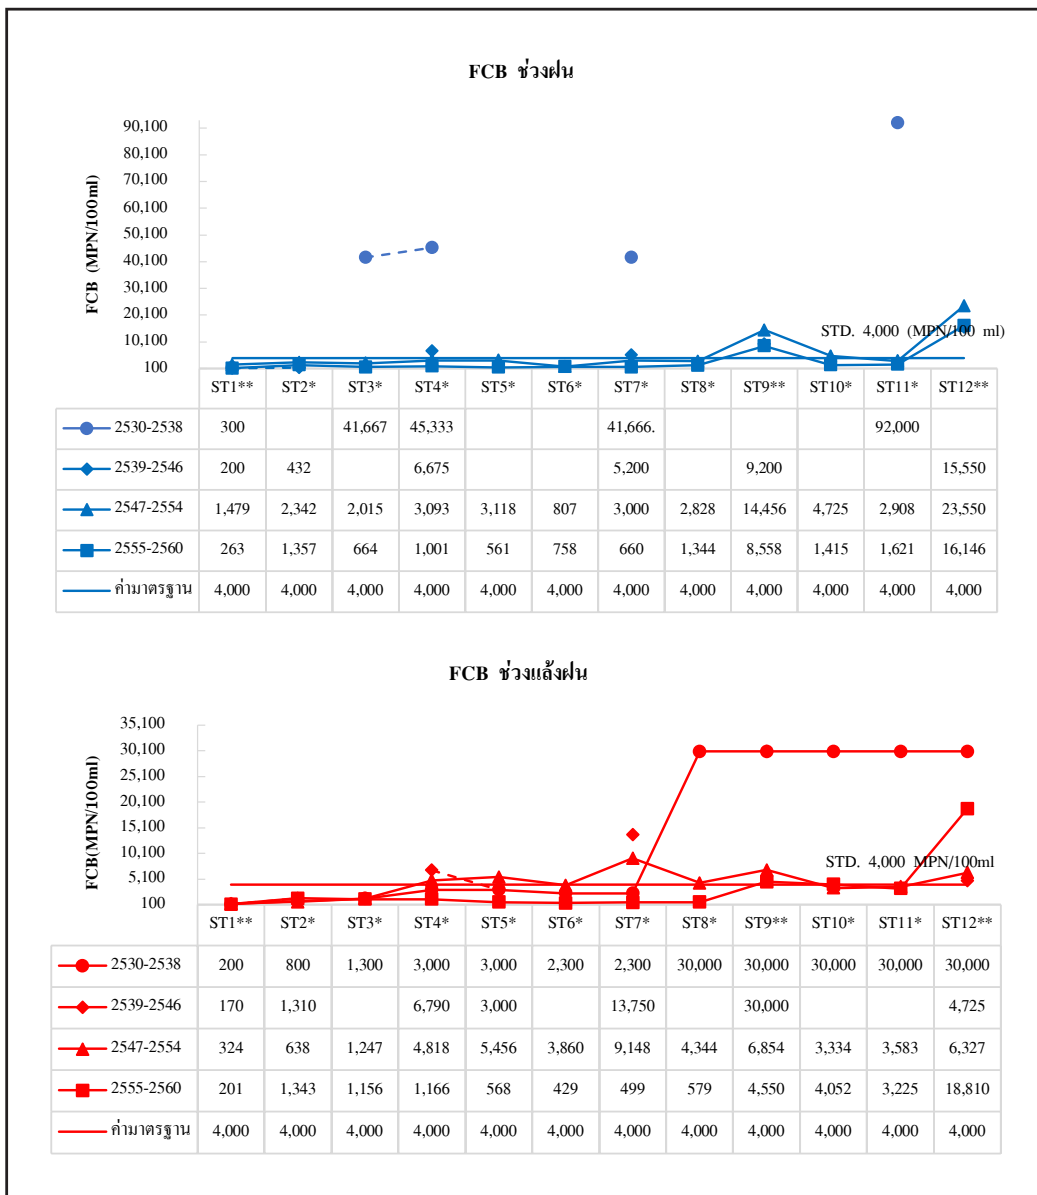 FCB ช่วงฝน
FCB (MPN/100ml)
90,100
80,100
70,100
60,100
50,100
40,100
30,100
20,100
10,100
100
STD. 4,000 (MPN/100 ml)
ST1** ST2* ST3* ST4* ST5* ST6* ST7* ST8* ST9** ST10* ST11* ST12**
2530-2538 300 41,667 45,333 41,666. 92,000
2539-2546 200 432 6,675 5,200 9,200 15,550
2547-2554 1,479 2,342 2,015 3,093 3,118 807 3,000 2,828 14,456 4,725 2,908 23,550
2555-2560 263 1,357 664 1,001 561 758 660 1,344 8,558 1,415 1,621 16,146
ค่ามาตรฐาน 4,000 4,000 4,000 4,000 4,000 4,000 4,000 4,000 4,000 4,000 4,000 4,000
FCB ช่วงแล้งฝน
FCB(MPN/100ml)
35,100
30,100
25,100
20,100
15,100
10,100
5,100
100
STD. 4,000 MPN/100ml
ST1** ST2* ST3* ST4* ST5* ST6* ST7* ST8* ST9** ST10* ST11* ST12**
2530-2538 200 800 1,300 3,000 3,000 2,300 2,300 30,000 30,000 30,000 30,000 30,000
2539-2546 170 1,310 6,790 3,000 13,750 30,000 4,725
2547-2554 324 638 1,247 4,818 5,456 3,860 9,148 4,344 6,854 3,334 3,583 6,327
2555-2560 201 1,343 1,156 1,166 568 429 499 579 4,550 4,052 3,225 18,810
ค่ามาตรฐาน 4,000 4,000 4,000 4,000 4,000 4,000 4,000 4,000 4,000 4,000 4,000 4,000